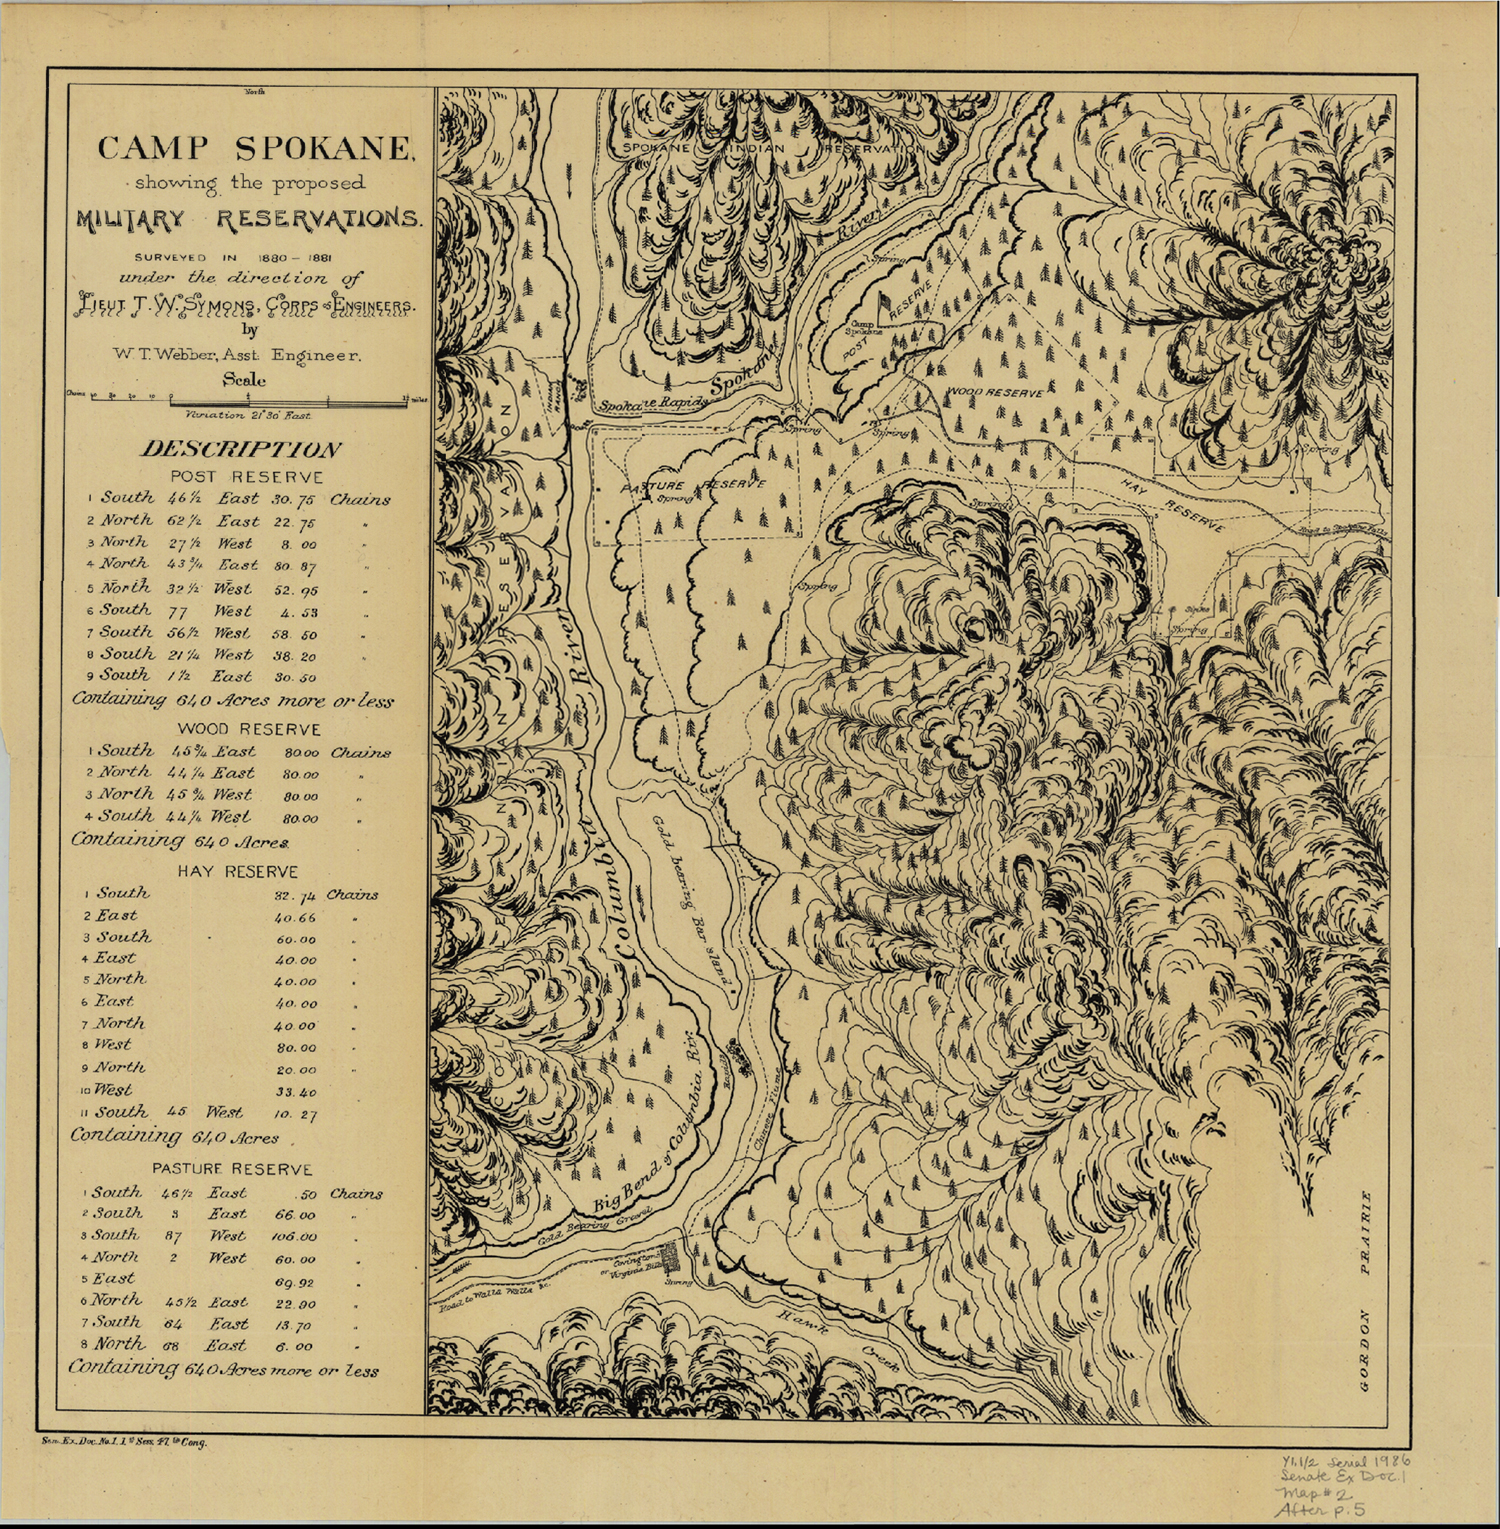 North
CAMP SPOKANE,
showing the proposed
MILITARY RESERVATIONS.
SURVEYED IN 1880–1881
under the direction of
LIEUT T. W. SYMONS, CORPS OF ENGINEERS.
by
W. T. Webber, Asst. Engineer.
Scale
Chains
miles
Variation 21° 30' East
DESCRIPTION
POST RESERVE
1 South 46½ East 30.75 Chains
2 North 62½ East 22.75 "
3 North 27½ West 8.00 "
4 North 43¾ East 80.87 "
5 North 32½ West 52.95 "
6 South 77 West 4.53 "
7 South 56½ West 58.50 "
8 South 21¼ West 38.20 "
9 South 1½ East 30.50
Containing 640 Acres more or less
WOOD RESERVE
1 South 45¾ East 80.00 Chains
2 North 44¼ East 80.00 "
3 North 45¾ West 80.00 "
4 South 44¼ West 80.00 "
Containing 640 Acres.
HAY RESERVE
1 South 32.74 Chains
2 East 40.66 "
3 South 60.00 "
4 East 40.00 "
5 North 40.00 "
6 East 40.00 "
7 North 40.00 "
8 West 80.00 "
9 North 20.00 "
10 West 33.40
11 South 45 West 10.27 "
Containing 640 Acres.
PASTURE RESERVE
1 South 46½ East .50 Chains
2 South 3 East 66.00 "
3 South 87 West 106.00 "
4 North 2 West 60.00 "
5 East 69.92 "
6 North 45½ East 22.90 "
7 South 64 East 13.70 "
8 North 68 East 6.00 "
Containing 640 Acres more or less
SPOKANE INDIAN RESERVATION
Spokane River
Spring
POST RESERVE
Camp Spokane
WOOD RESERVE
Spokane Rapids
Spring
Spring
Spring
PASTURE RESERVE
Spring
Spring
HAY RESERVE
Spring
Spring
Columbia River
Gold bearing Bar Island
Rapids
Chinese Flume
Big Bend of Columbia Riv.
Gold Bearing Gravel
Covington
or
Virginia Bill
Spring
Road to Walla Walla &c.
Hawk Creek
GORDON PRAIRIE
Sen. Ex. Doc. No. 1, 1st Sess, 47th Cong.
Y1.1/2 Serial 1986
Senate Ex Doc. 1
Map # 2
After p. 5